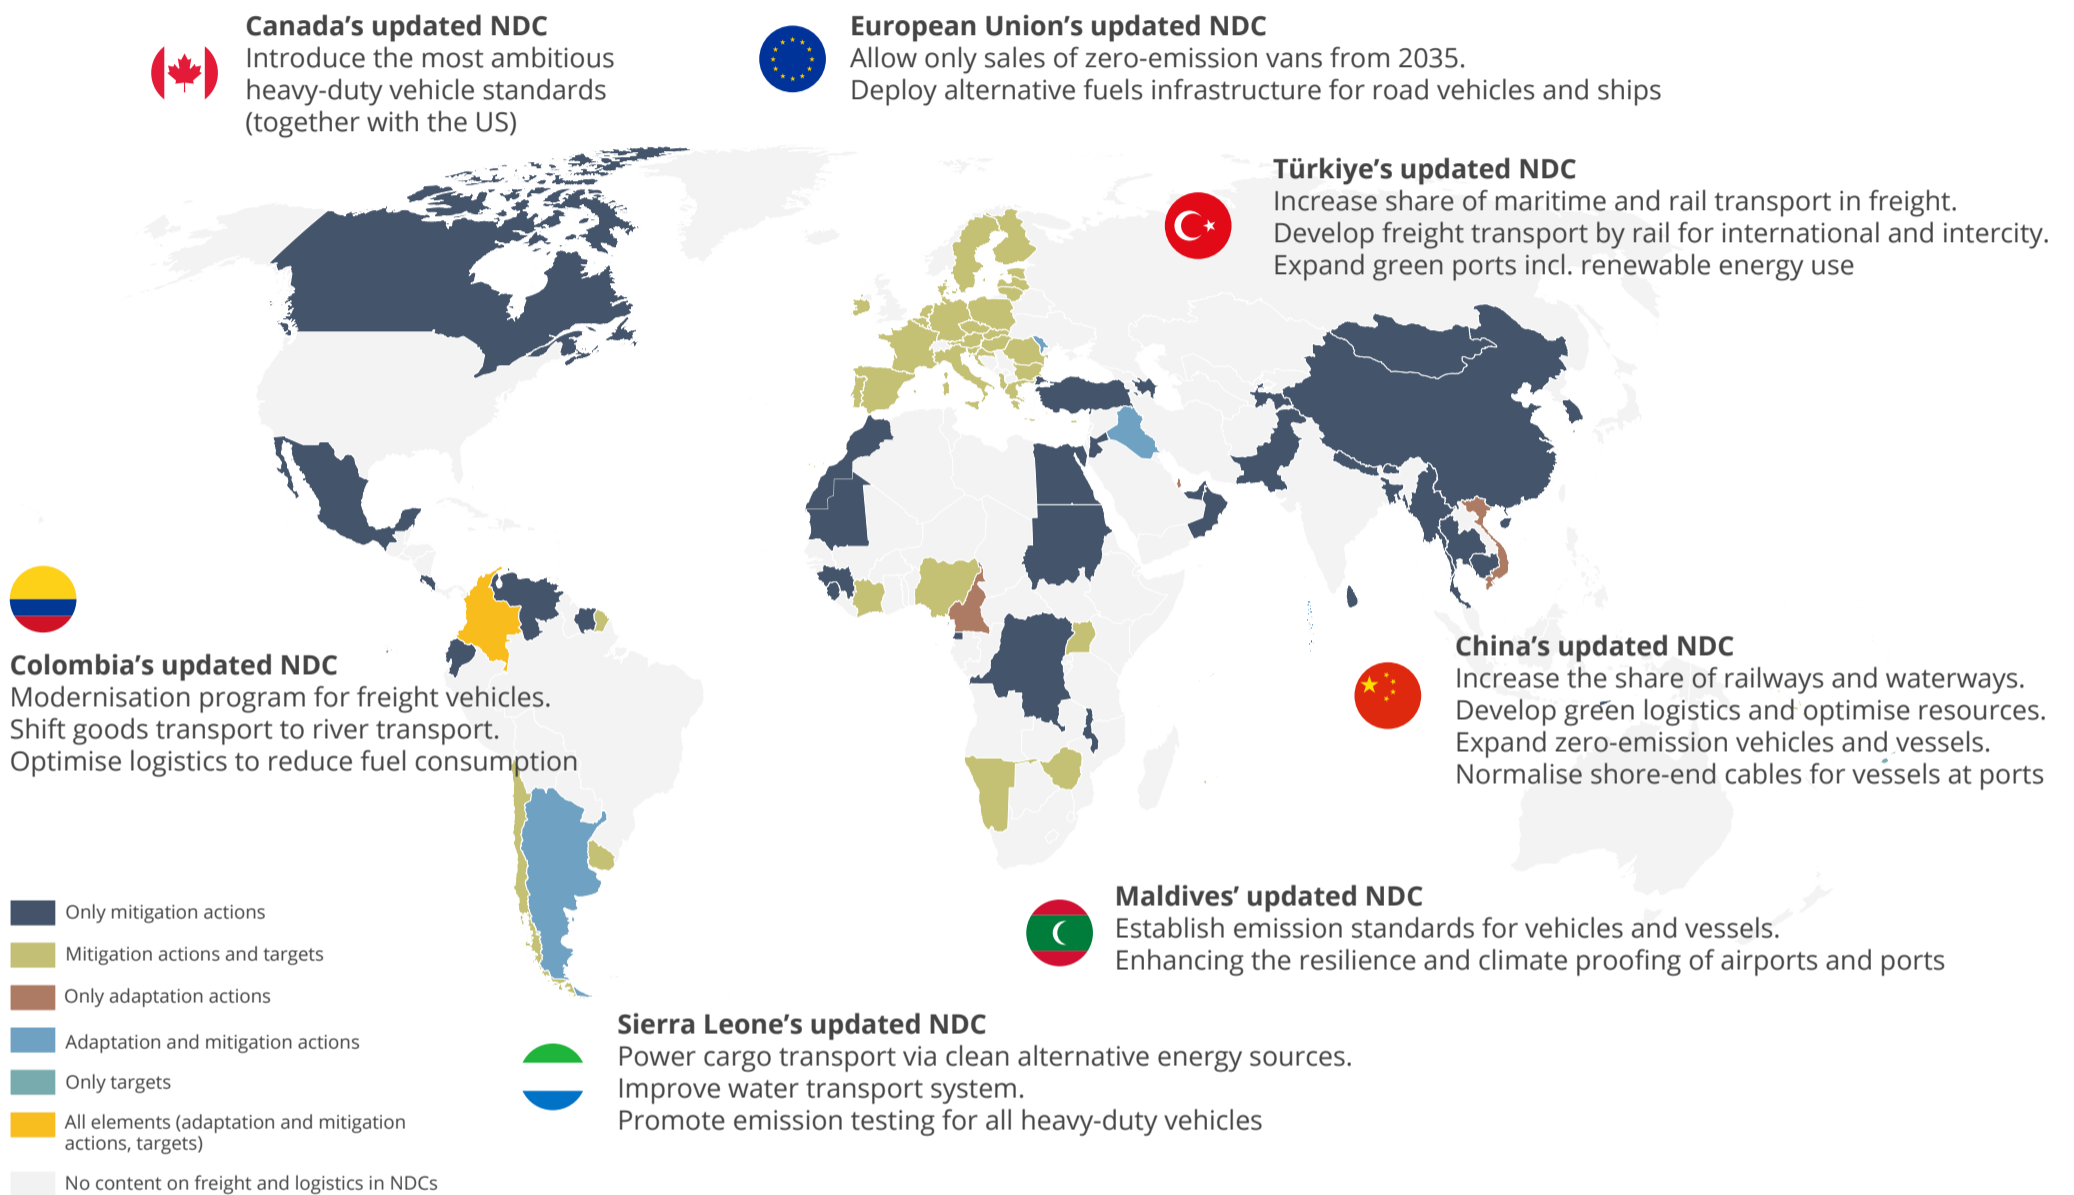 Canada's updated NDC
Introduce the most ambitious
heavy-duty vehicle standards
(together with the US)
European Union's updated NDC
Allow only sales of zero-emission vans from 2035.
Deploy alternative fuels infrastructure for road vehicles and ships
Türkiye's updated NDC
Increase share of maritime and rail transport in freight.
Develop freight transport by rail for international and intercity.
Expand green ports incl. renewable energy use
Colombia's updated NDC
Modernisation program for freight vehicles.
Shift goods transport to river transport.
Optimise logistics to reduce fuel consumption
China's updated NDC
Increase the share of railways and waterways.
Develop green logistics and optimise resources.
Expand zero-emission vehicles and vessels.
Normalise shore-end cables for vessels at ports
Maldives' updated NDC
Establish emission standards for vehicles and vessels.
Enhancing the resilience and climate proofing of airports and ports
Sierra Leone's updated NDC
Power cargo transport via clean alternative energy sources.
Improve water transport system.
Promote emission testing for all heavy-duty vehicles
Only mitigation actions
Mitigation actions and targets
Only adaptation actions
Adaptation and mitigation actions
Only targets
All elements (adaptation and mitigation
actions, targets)
No content on freight and logistics in NDCs